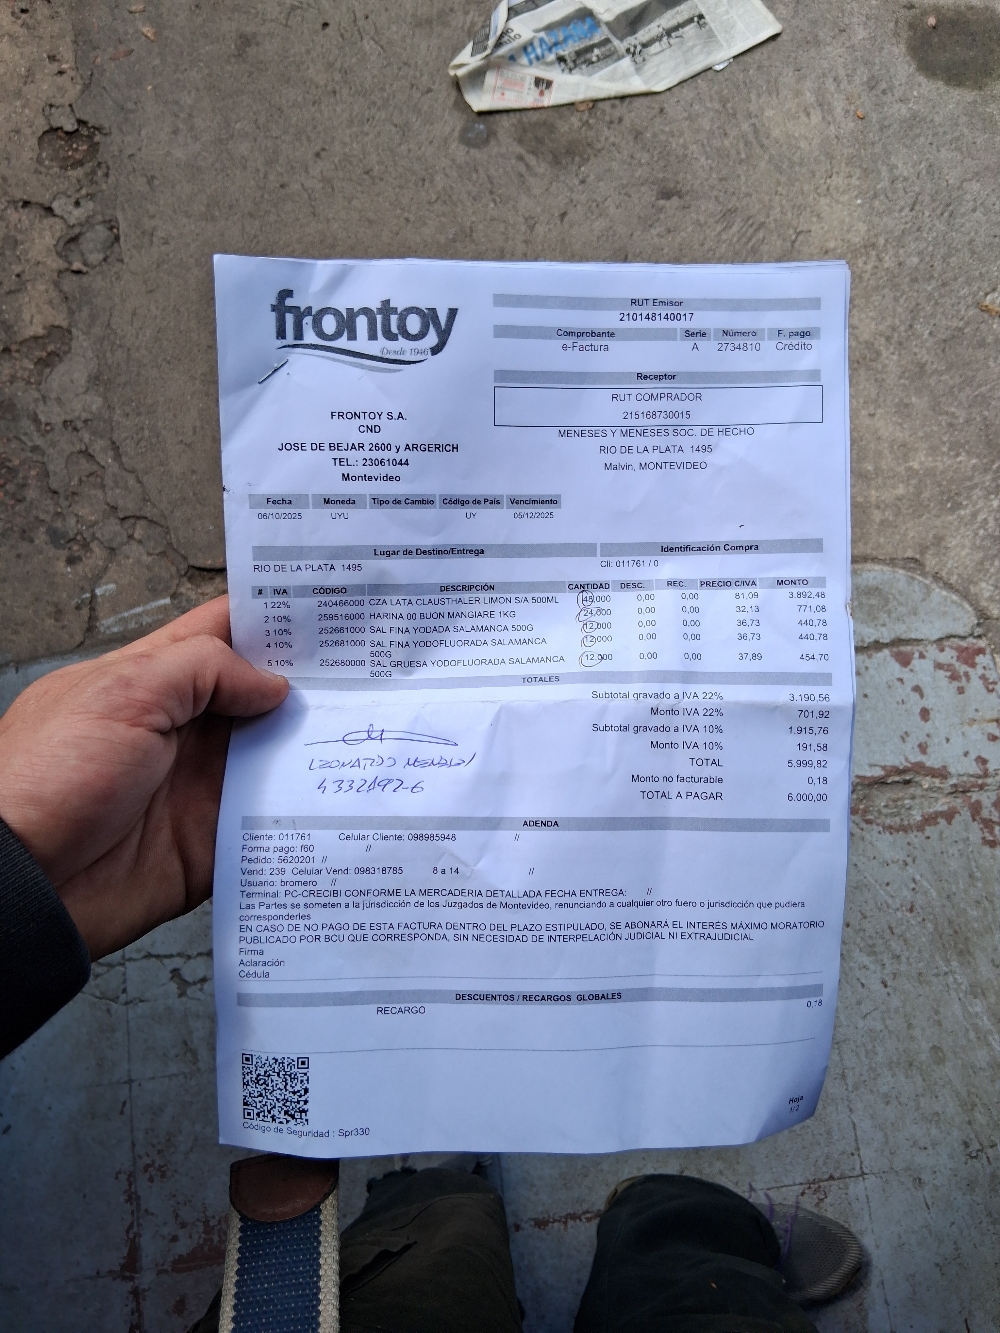 HAZAÑA
frontoy
Desde 1946
FRONTOY S.A.
CND
JOSE DE BEJAR 2600 y ARGERICH
TEL.: 23061044
Montevideo
RUT Emisor
210148140017
Comprobante Serie Número F. pago
e-Factura A 2734810 Crédito
Receptor
RUT COMPRADOR
215168730015
MENESES Y MENESES SOC. DE HECHO
RIO DE LA PLATA 1495
Malvin, MONTEVIDEO
Fecha Moneda Tipo de Cambio Código de País Vencimiento
06/10/2025 UYU UY 05/12/2025
Lugar de Destino/Entrega Identificación Compra
RIO DE LA PLATA 1495 Cli: 011761 / 0
# IVA CÓDIGO DESCRIPCIÓN CANTIDAD DESC. REC. PRECIO C/IVA MONTO
1 22% 240466000 CZA LATA CLAUSTHALER LIMON S/A 500ML 48,000 0,00 0,00 81,09 3.892,48
2 10% 259516000 HARINA 00 BUON MANGIARE 1KG 24,000 0,00 0,00 32,13 771,08
3 10% 252661000 SAL FINA YODADA SALAMANCA 500G 12,000 0,00 0,00 36,73 440,78
4 10% 252681000 SAL FINA YODOFLUORADA SALAMANCA 12,000 0,00 0,00 36,73 440,78
500G
5 10% 252680000 SAL GRUESA YODOFLUORADA SALAMANCA 12,000 0,00 0,00 37,89 454,70
500G
TOTALES
Subtotal gravado a IVA 22% 3.190,56
Monto IVA 22% 701,92
Subtotal gravado a IVA 10% 1.915,76
Monto IVA 10% 191,58
TOTAL 5.999,82
Monto no facturable 0,18
TOTAL A PAGAR 6.000,00
LEONARDO
ADENDA
Cliente: 011761 Celular Cliente: 098985948 //
Forma pago: f60 //
Pedido: 5620201 //
Vend: 239 Celular Vend: 098318785 8 a 14 //
Usuario: bromero //
Terminal: PC-CRECIBI CONFORME LA MERCADERIA DETALLADA FECHA ENTREGA: //
Las Partes se someten a la jurisdicción de los Juzgados de Montevideo, renunciando a cualquier otro fuero o jurisdicción que pudiera
corresponderles
EN CASO DE NO PAGO DE ESTA FACTURA DENTRO DEL PLAZO ESTIPULADO, SE ABONARÁ EL INTERÉS MÁXIMO MORATORIO
PUBLICADO POR BCU QUE CORRESPONDA, SIN NECESIDAD DE INTERPELACIÓN JUDICIAL NI EXTRAJUDICIAL
Firma
Aclaración
Cédula
DESCUENTOS / RECARGOS GLOBALES
RECARGO 0,18
Hoja
1/2
Código de Seguridad : Spr330